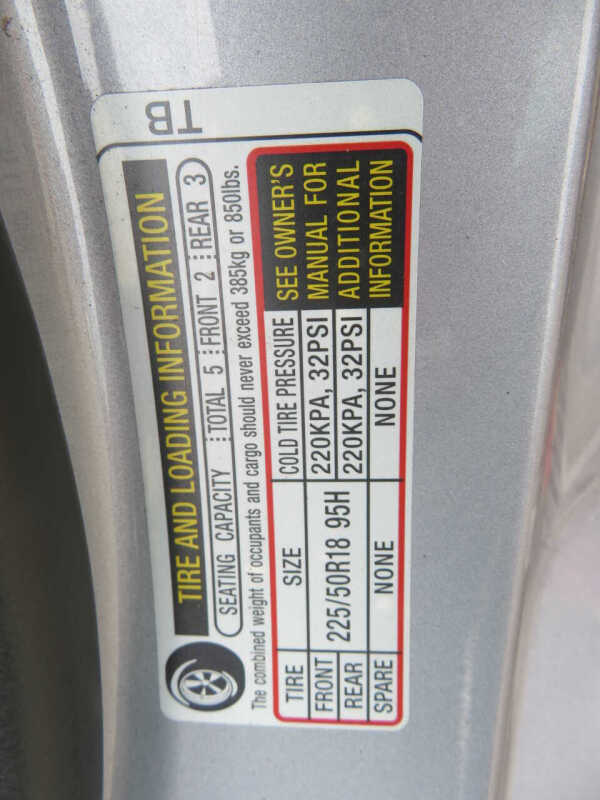 TB
TIRE AND LOADING INFORMATION
SEATING CAPACITY TOTAL 5 FRONT 2 REAR 3
The combined weight of occupants and cargo should never exceed 385kg or 850lbs.
TIRE SIZE COLD TIRE PRESSURE
FRONT 225/50R18 95H 220KPA, 32PSI
REAR 220KPA, 32PSI
SPARE NONE NONE
SEE OWNER'S
MANUAL FOR
ADDITIONAL
INFORMATION